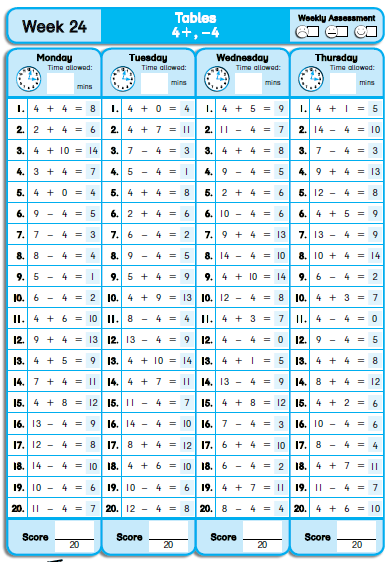 Week 24
Tables
4+, –4
Weekly Assessment
Monday Tuesday Wednesday Thursday
Time allowed: Time allowed: Time allowed: Time allowed:
mins mins mins mins
1. 4 + 4 = 8 1. 4 + 0 = 4 1. 4 + 5 = 9 1. 4 + 1 = 5
2. 2 + 4 = 6 2. 4 + 7 = 11 2. 11 – 4 = 7 2. 14 – 4 = 10
3. 4 + 10 = 14 3. 7 – 4 = 3 3. 4 + 4 = 8 3. 7 – 4 = 3
4. 3 + 4 = 7 4. 5 – 4 = 1 4. 9 – 4 = 5 4. 9 + 4 = 13
5. 4 + 0 = 4 5. 4 + 4 = 8 5. 2 + 4 = 6 5. 12 – 4 = 8
6. 9 – 4 = 5 6. 2 + 4 = 6 6. 10 – 4 = 6 6. 4 + 5 = 9
7. 7 – 4 = 3 7. 6 – 4 = 2 7. 9 + 4 = 13 7. 13 – 4 = 9
8. 8 – 4 = 4 8. 9 – 4 = 5 8. 14 – 4 = 10 8. 10 + 4 = 14
9. 5 – 4 = 1 9. 5 + 4 = 9 9. 4 + 10 = 14 9. 6 – 4 = 2
10. 6 – 4 = 2 10. 4 + 9 = 13 10. 12 – 4 = 8 10. 4 + 3 = 7
11. 4 + 6 = 10 11. 8 – 4 = 4 11. 4 + 3 = 7 11. 4 – 4 = 0
12. 9 + 4 = 13 12. 13 – 4 = 9 12. 4 – 4 = 0 12. 9 – 4 = 5
13. 4 + 5 = 9 13. 4 + 10 = 14 13. 4 + 1 = 5 13. 4 + 4 = 8
14. 7 + 4 = 11 14. 4 + 7 = 11 14. 13 – 4 = 9 14. 8 + 4 = 12
15. 4 + 8 = 12 15. 11 – 4 = 7 15. 4 + 8 = 12 15. 4 + 2 = 6
16. 13 – 4 = 9 16. 14 – 4 = 10 16. 7 – 4 = 3 16. 10 – 4 = 6
17. 12 – 4 = 8 17. 8 + 4 = 12 17. 6 + 4 = 10 17. 8 – 4 = 4
18. 14 – 4 = 10 18. 4 + 6 = 10 18. 6 – 4 = 2 18. 4 + 7 = 11
19. 10 – 4 = 6 19. 10 – 4 = 6 19. 4 + 7 = 11 19. 11 – 4 = 7
20. 11 – 4 = 7 20. 12 – 4 = 8 20. 8 – 4 = 4 20. 4 + 6 = 10
Score Score Score Score
20 20 20 20